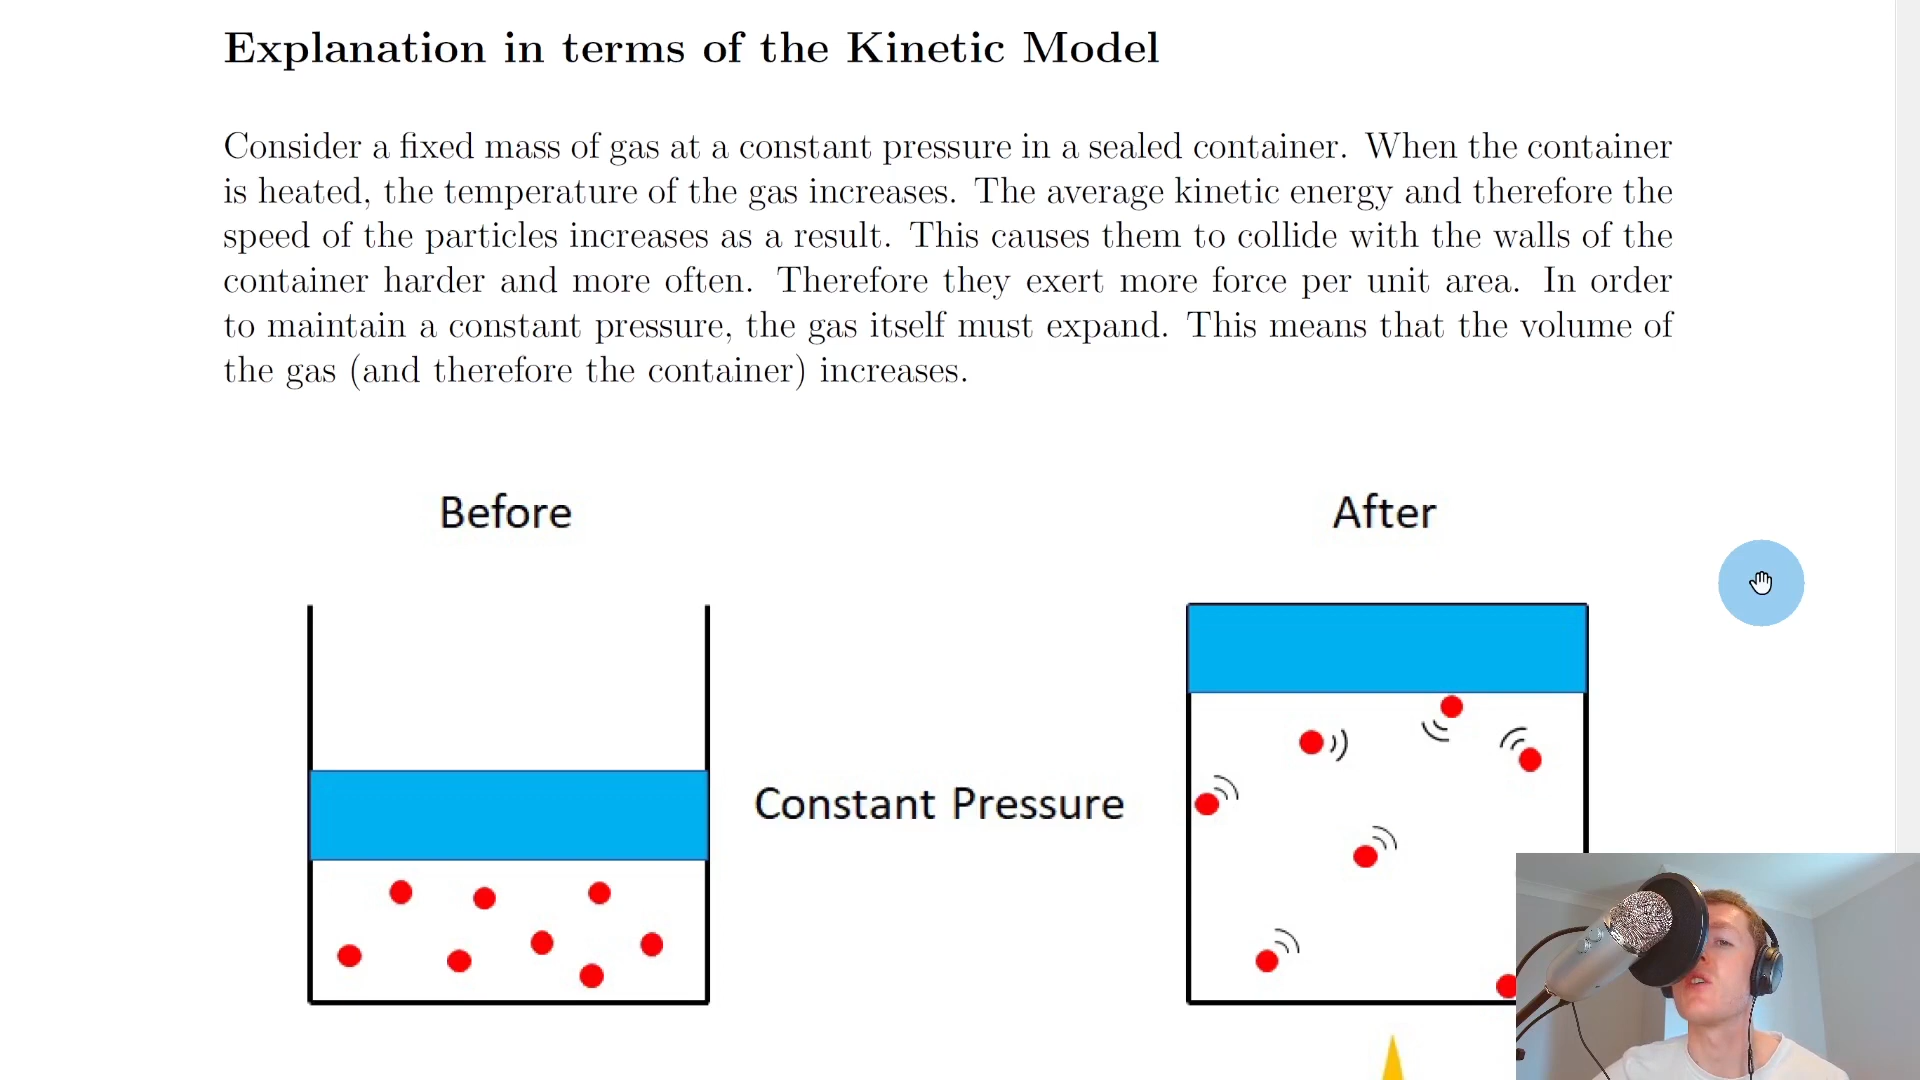 Explanation in terms of the Kinetic Model
Consider a fixed mass of gas at a constant pressure in a sealed container. When the container
is heated, the temperature of the gas increases. The average kinetic energy and therefore the
speed of the particles increases as a result. This causes them to collide with the walls of the
container harder and more often. Therefore they exert more force per unit area. In order
to maintain a constant pressure, the gas itself must expand. This means that the volume of
the gas (and therefore the container) increases.
Before
After
Constant Pressure